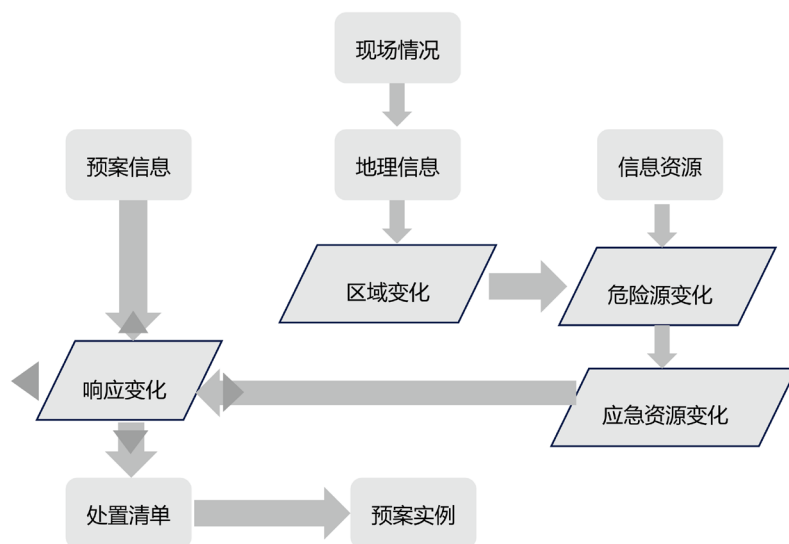 现场情况
预案信息
地理信息
信息资源
区域变化
危险源变化
响应变化
应急资源变化
处置清单
预案实例